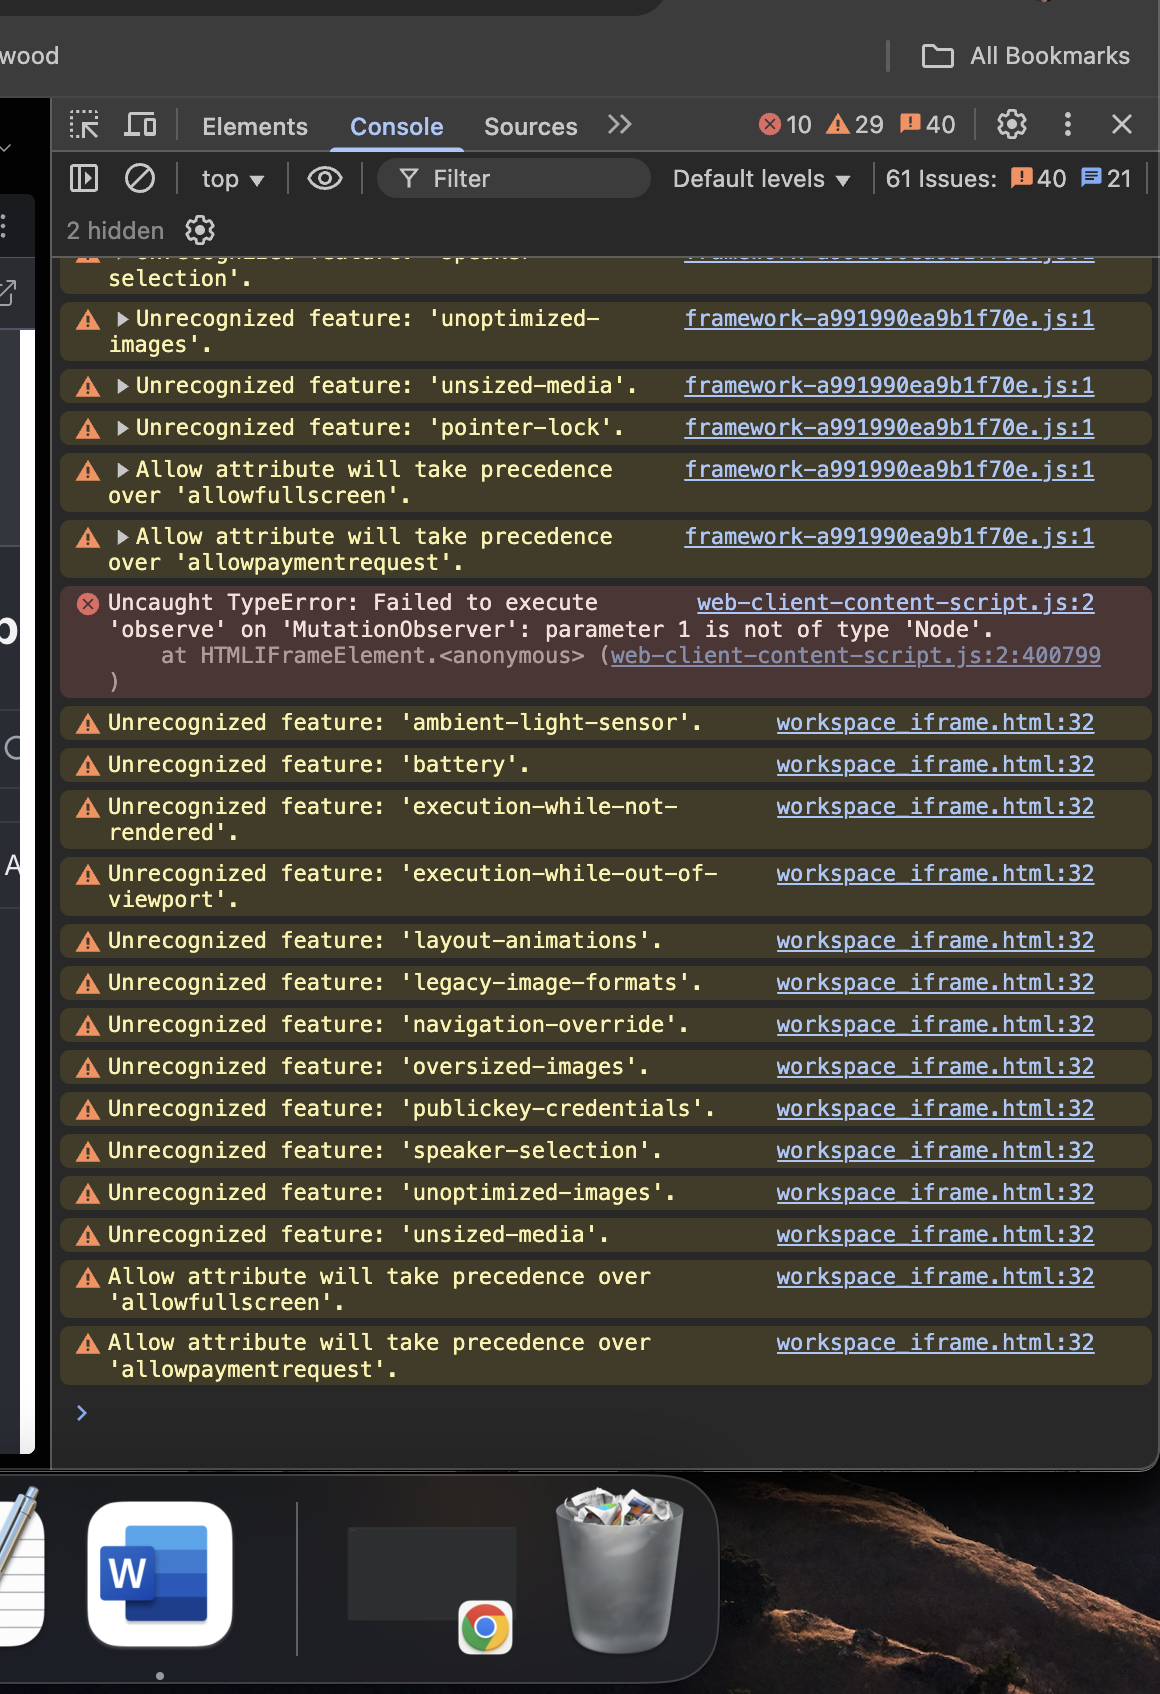 wood
All Bookmarks
Elements
Console
Sources
10
29
40
top
Filter
Default levels
61 Issues:
40
21
2 hidden
selection'.
Unrecognized feature: 'unoptimized-
images'.
framework-a991990ea9b1f70e.js:1
Unrecognized feature: 'unsized-media'.
framework-a991990ea9b1f70e.js:1
Unrecognized feature: 'pointer-lock'.
framework-a991990ea9b1f70e.js:1
Allow attribute will take precedence
over 'allowfullscreen'.
framework-a991990ea9b1f70e.js:1
Allow attribute will take precedence
over 'allowpaymentrequest'.
framework-a991990ea9b1f70e.js:1
Uncaught TypeError: Failed to execute
web-client-content-script.js:2
'observe' on 'MutationObserver': parameter 1 is not of type 'Node'.
at HTMLIFrameElement.<anonymous> (web-client-content-script.js:2:400799
)
Unrecognized feature: 'ambient-light-sensor'.
workspace_iframe.html:32
Unrecognized feature: 'battery'.
workspace_iframe.html:32
Unrecognized feature: 'execution-while-not-
rendered'.
workspace_iframe.html:32
Unrecognized feature: 'execution-while-out-of-
viewport'.
workspace_iframe.html:32
Unrecognized feature: 'layout-animations'.
workspace_iframe.html:32
Unrecognized feature: 'legacy-image-formats'.
workspace_iframe.html:32
Unrecognized feature: 'navigation-override'.
workspace_iframe.html:32
Unrecognized feature: 'oversized-images'.
workspace_iframe.html:32
Unrecognized feature: 'publickey-credentials'.
workspace_iframe.html:32
Unrecognized feature: 'speaker-selection'.
workspace_iframe.html:32
Unrecognized feature: 'unoptimized-images'.
workspace_iframe.html:32
Unrecognized feature: 'unsized-media'.
workspace_iframe.html:32
Allow attribute will take precedence over
'allowfullscreen'.
workspace_iframe.html:32
Allow attribute will take precedence over
'allowpaymentrequest'.
workspace_iframe.html:32
A
W